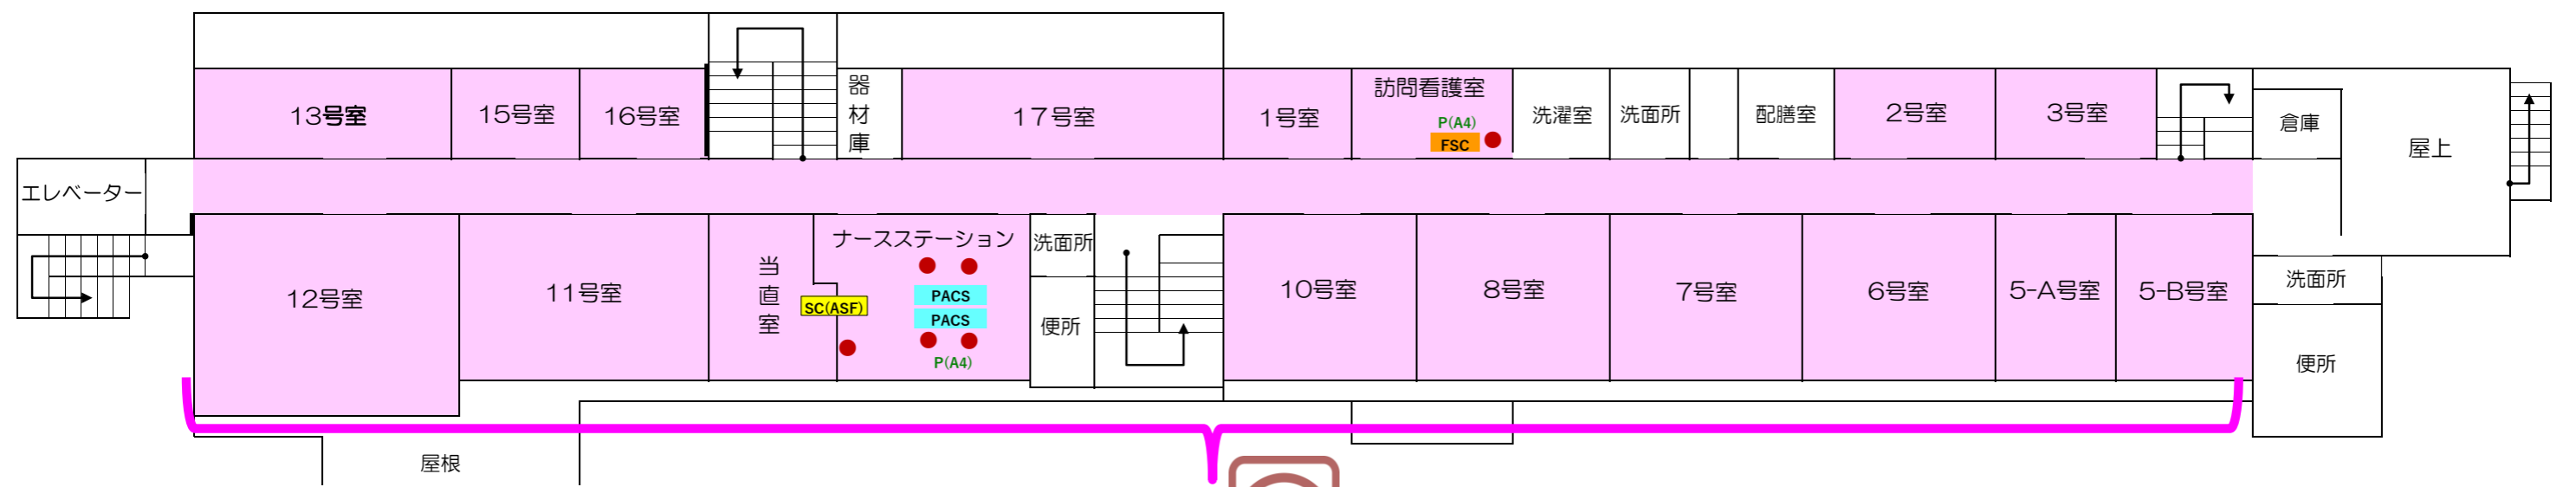 13号室
15号室
16号室
器材庫
17号室
1号室
訪問看護室
P(A4)
FSC
洗濯室
洗面所
配膳室
2号室
3号室
倉庫
屋上
エレベーター
12号室
11号室
当直室
ナースステーション
SC(ASF)
PACS
PACS
P(A4)
洗面所
便所
10号室
8号室
7号室
6号室
5-A号室
5-B号室
洗面所
便所
屋根